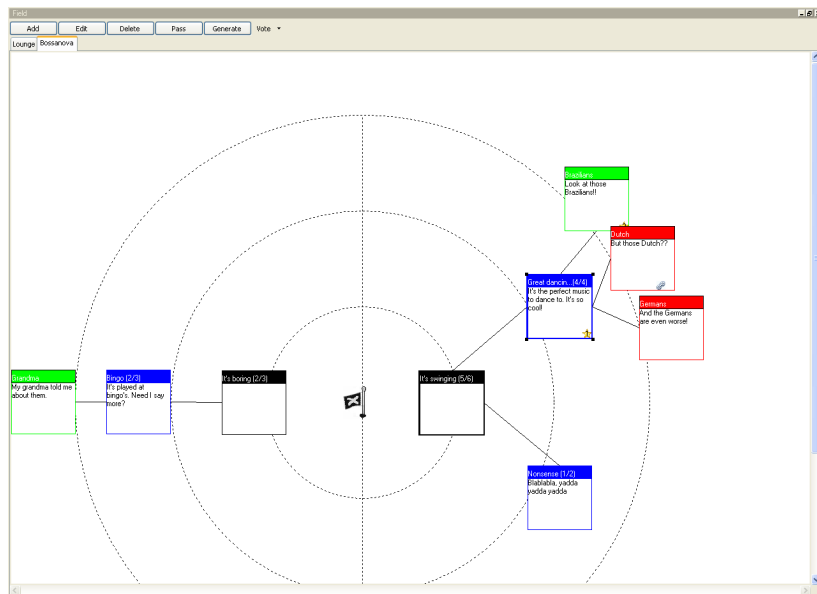 Field
Add Edit Delete Pass Generate Vote
Lounge Bossanova
Brazilians
Look at those
Brazilians!!
Dutch
But those Dutch??
Great dancin...(4/4)
It's the perfect music
to dance to. It's so
cool!
Germans
And the Germans
are even worse!
Grandma
My grandma told me
about them.
Bingo (2/3)
It's played at
bingo's. Need I say
more?
It's boring (2/3)
It's swinging (5/6)
Nonsense (1/2)
Blablabla, yadda
yadda yadda